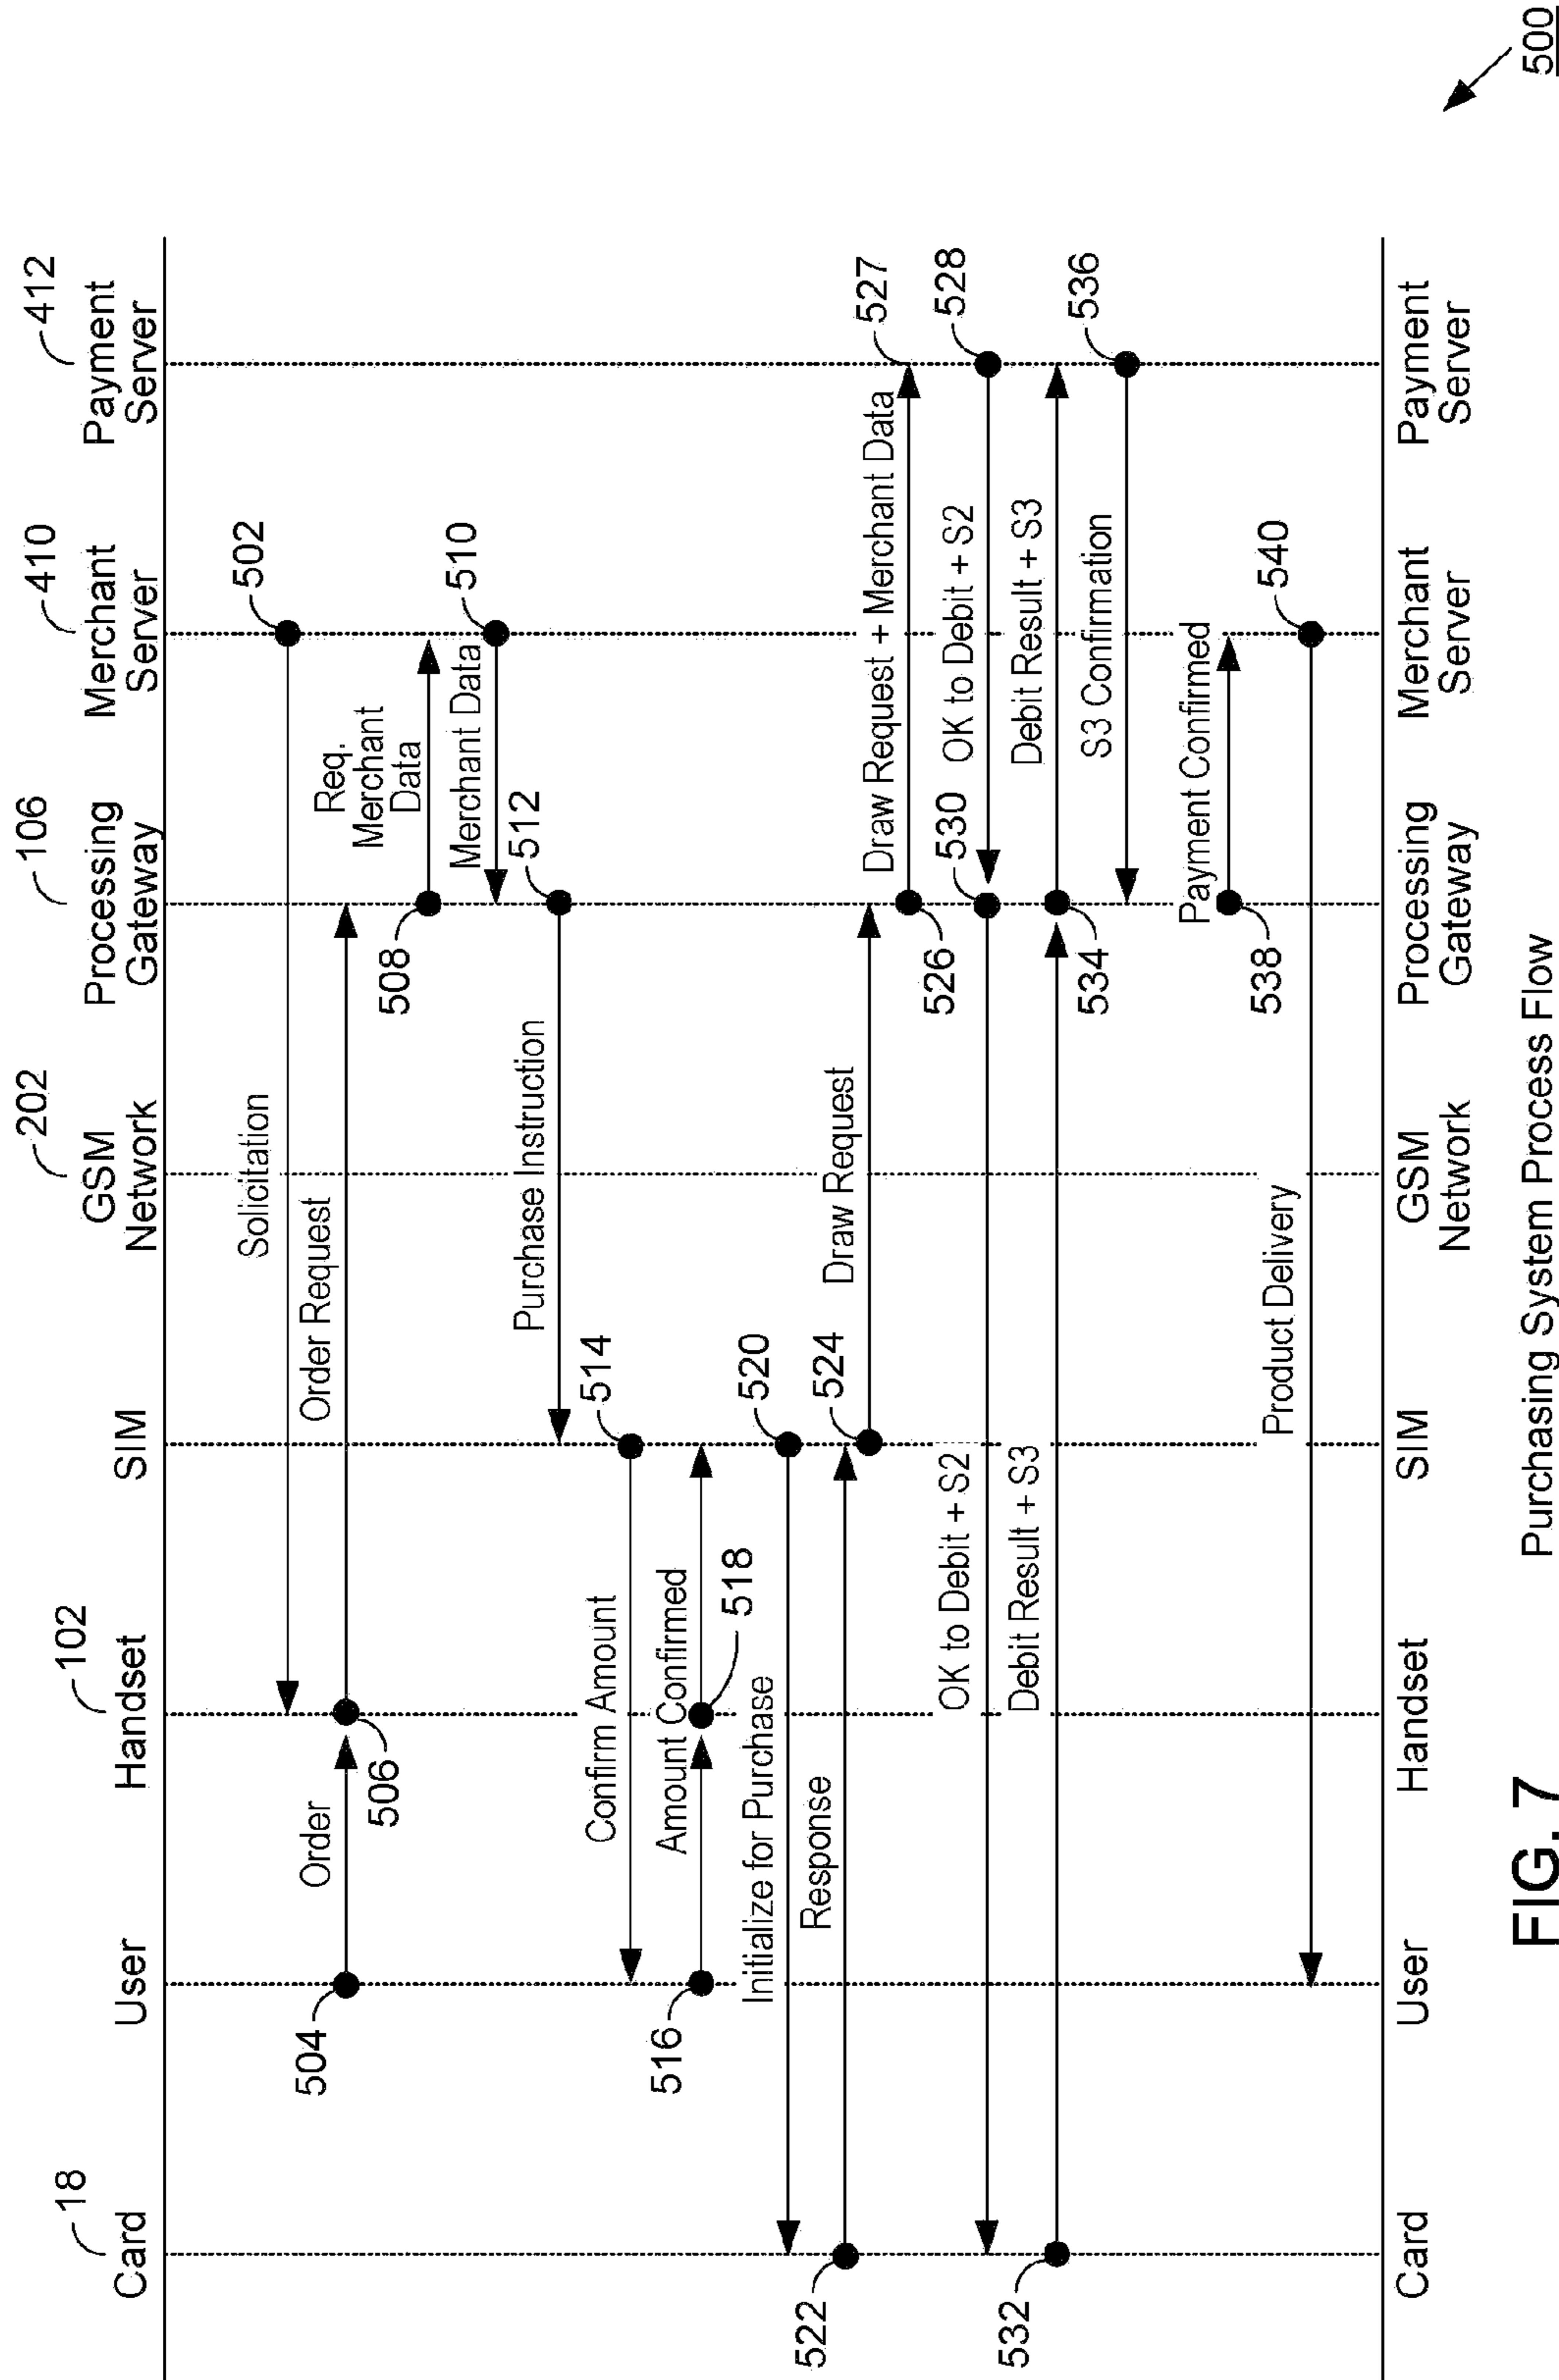 18
102
202
106
410
412
Card
User
Handset
SIM
GSM
Network
Processing
Gateway
Merchant
Server
Payment
Server
Solicitation
502
504
Order
506
Order Request
508
Req.
Merchant
Data
Merchant Data
510
512
Purchase Instruction
514
Confirm Amount
516
Amount Confirmed
518
Initialize for Purchase
520
522
Response
524
Draw Request
526
Draw Request + Merchant Data
527
OK to Debit + S2
530
OK to Debit + S2
528
532
Debit Result + S3
534
Debit Result + S3
S3 Confirmation
536
538
Payment Confirmed
Product Delivery
540
Card
User
Handset
SIM
GSM
Network
Processing
Gateway
Merchant
Server
Payment
Server
FIG. 7
Purchasing System Process Flow
500